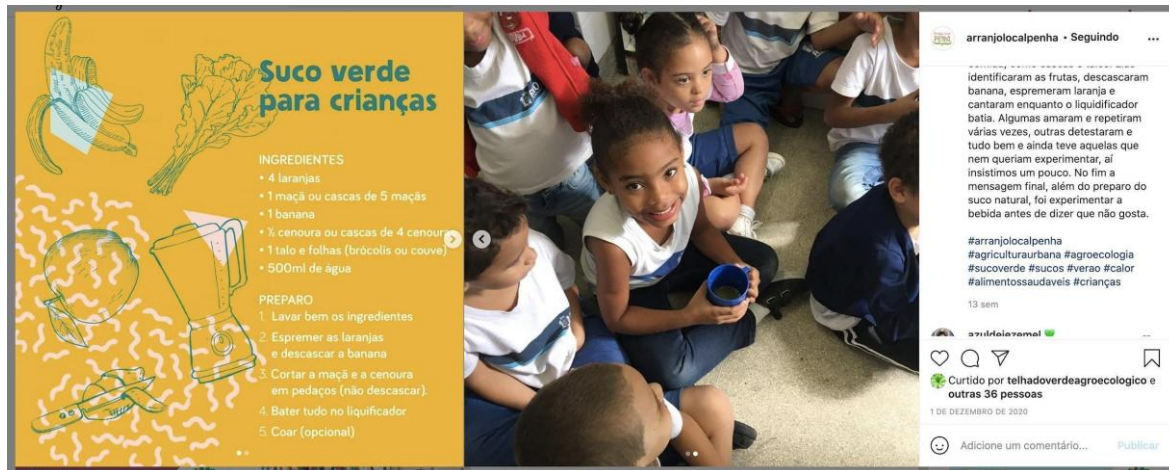 Suco verde
para crianças
INGREDIENTES
• 4 laranjas
• 1 maçã ou cascas de 5 maçãs
• 1 banana
• ½ cenoura ou cascas de 4 cenoura
• 1 talo e folhas (brócolis ou couve)
• 500ml de água
PREPARO
1. Lavar bem os ingredientes
2. Espremer as laranjas
e descascar a banana
3. Cortar a maçã e a cenoura
em pedaços (não descascar).
4. Bater tudo no liquificador
5. Coar (opcional)
arranjolocalpenha • Seguindo
identificaram as frutas, descascaram
banana, espremeram laranja e
cantaram enquanto o liquidificador
batia. Algumas amaram e repetiram
várias vezes, outras detestaram e
tudo bem e ainda teve aquelas que
nem queriam experimentar, aí
insistimos um pouco. No fim a
mensagem final, além do preparo do
suco natural, foi experimentar a
bebida antes de dizer que não gosta.
#arranjolocalpenha
#agriculturaurbana #agroecologia
#sucoverde #sucos #verao #calor
#alimentossaudaveis #crianças
13 sem
azuldejezemel
Curtido por telhadoverdeagroecologico e
outras 36 pessoas
1 DE DEZEMBRO DE 2020
Adicione um comentário... Publicar